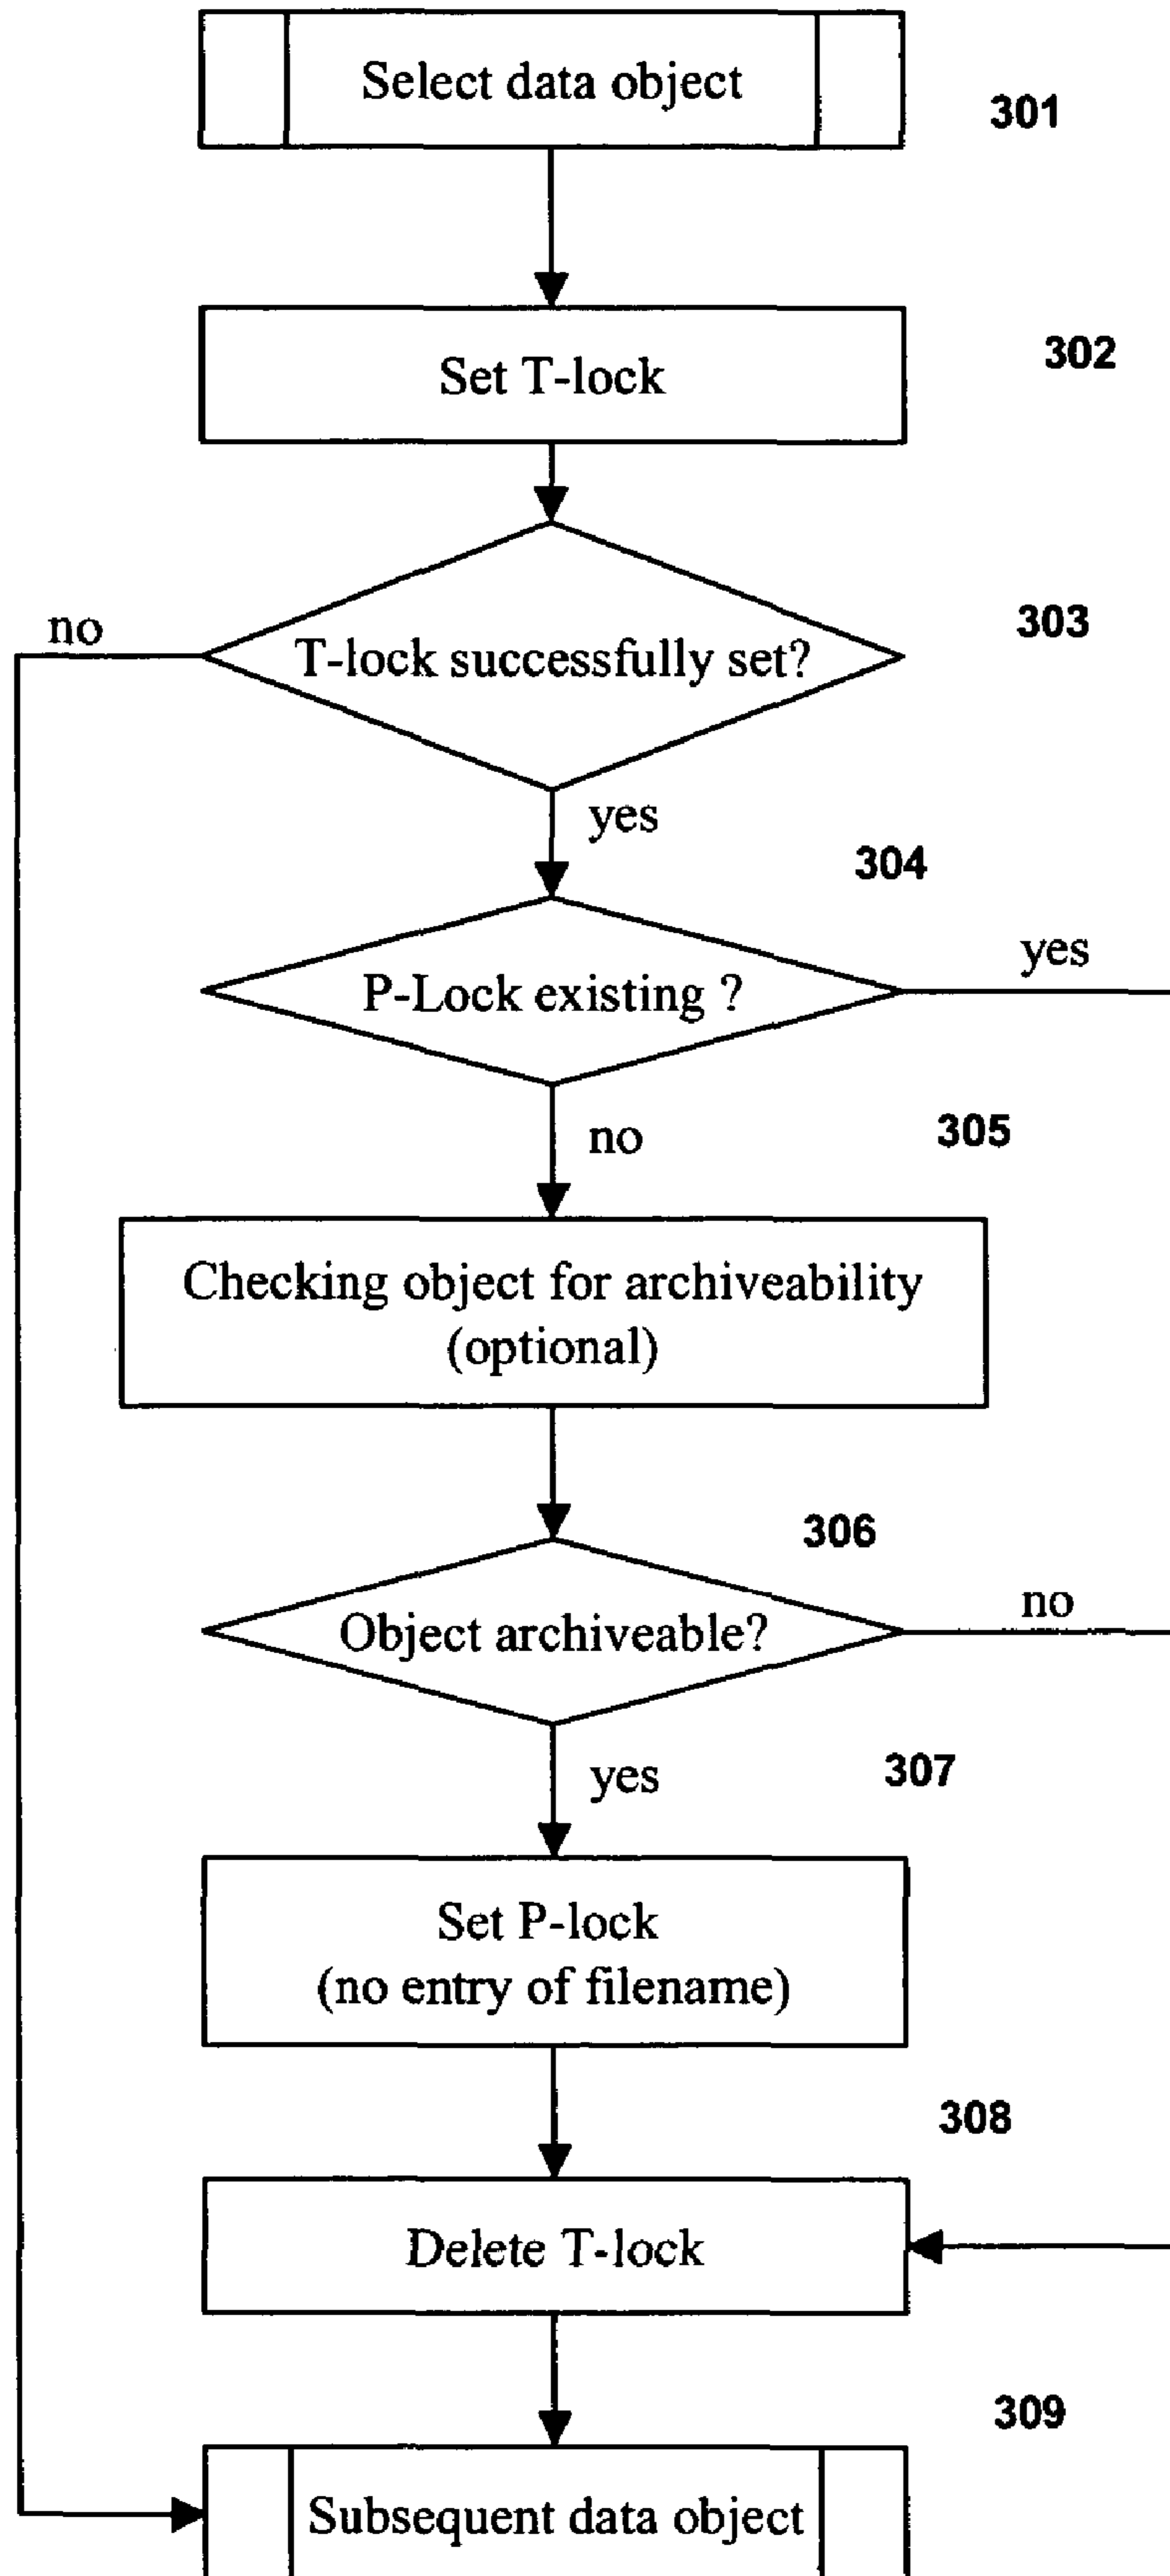 Select data object
301
302
Set T-lock
303
no
T-lock successfully set?
yes
304
yes
P-Lock existing ?
no
305
Checking object for archiveability
(optional)
306
no
Object archiveable?
yes
307
Set P-lock
(no entry of filename)
308
Delete T-lock
309
Subsequent data object